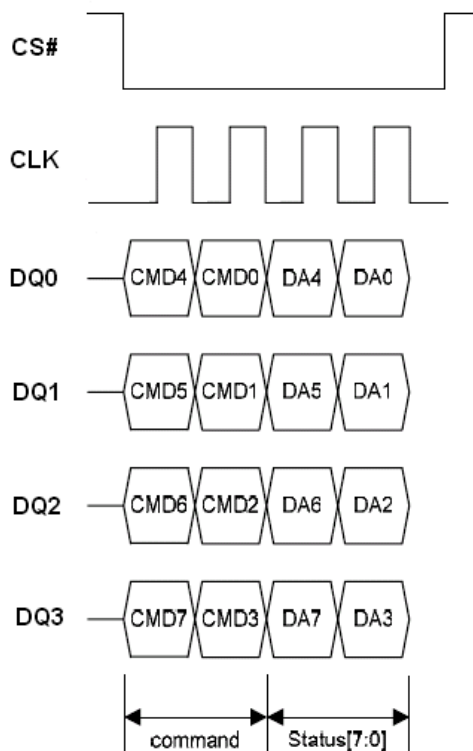 CS#
CLK
DQ0 CMD4 CMD0 DA4 DA0
DQ1 CMD5 CMD1 DA5 DA1
DQ2 CMD6 CMD2 DA6 DA2
DQ3 CMD7 CMD3 DA7 DA3
command Status[7:0]